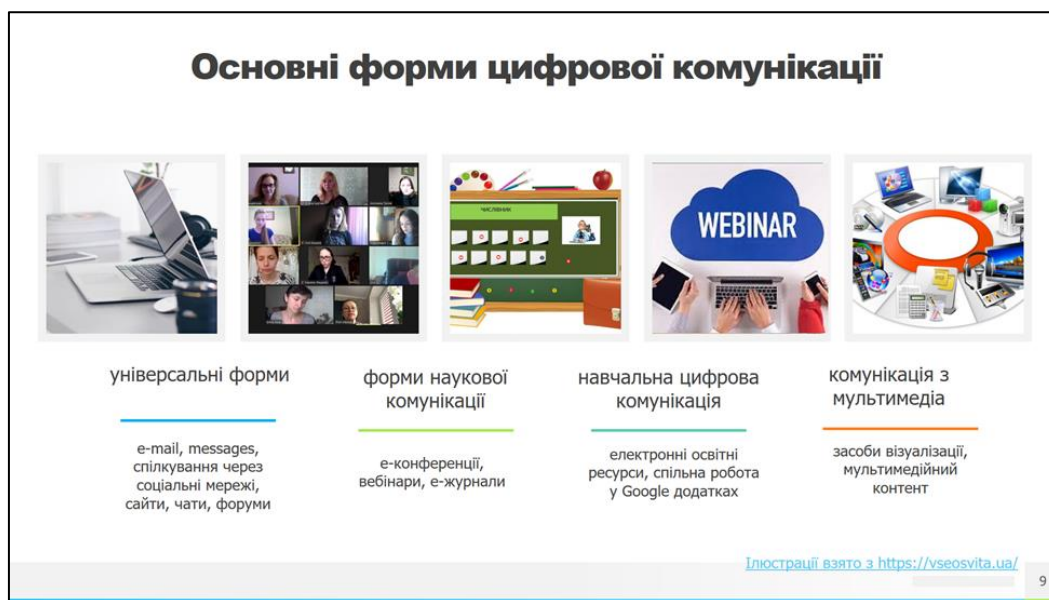 Основні форми цифрової комунікації
ЧИСЛІВНИК
WEBINAR
універсальні форми
e-mail, messages,
спілкування через
соціальні мережі,
сайти, чати, форуми
форми наукової
комунікації
е-конференції,
вебінари, е-журнали
навчальна цифрова
комунікація
електронні освітні
ресурси, спільна робота
у Google додатках
комунікація з
мультимедіа
засоби візуалізації,
мультимедійний
контент
Ілюстрації взято з https://vseosvita.ua/
9